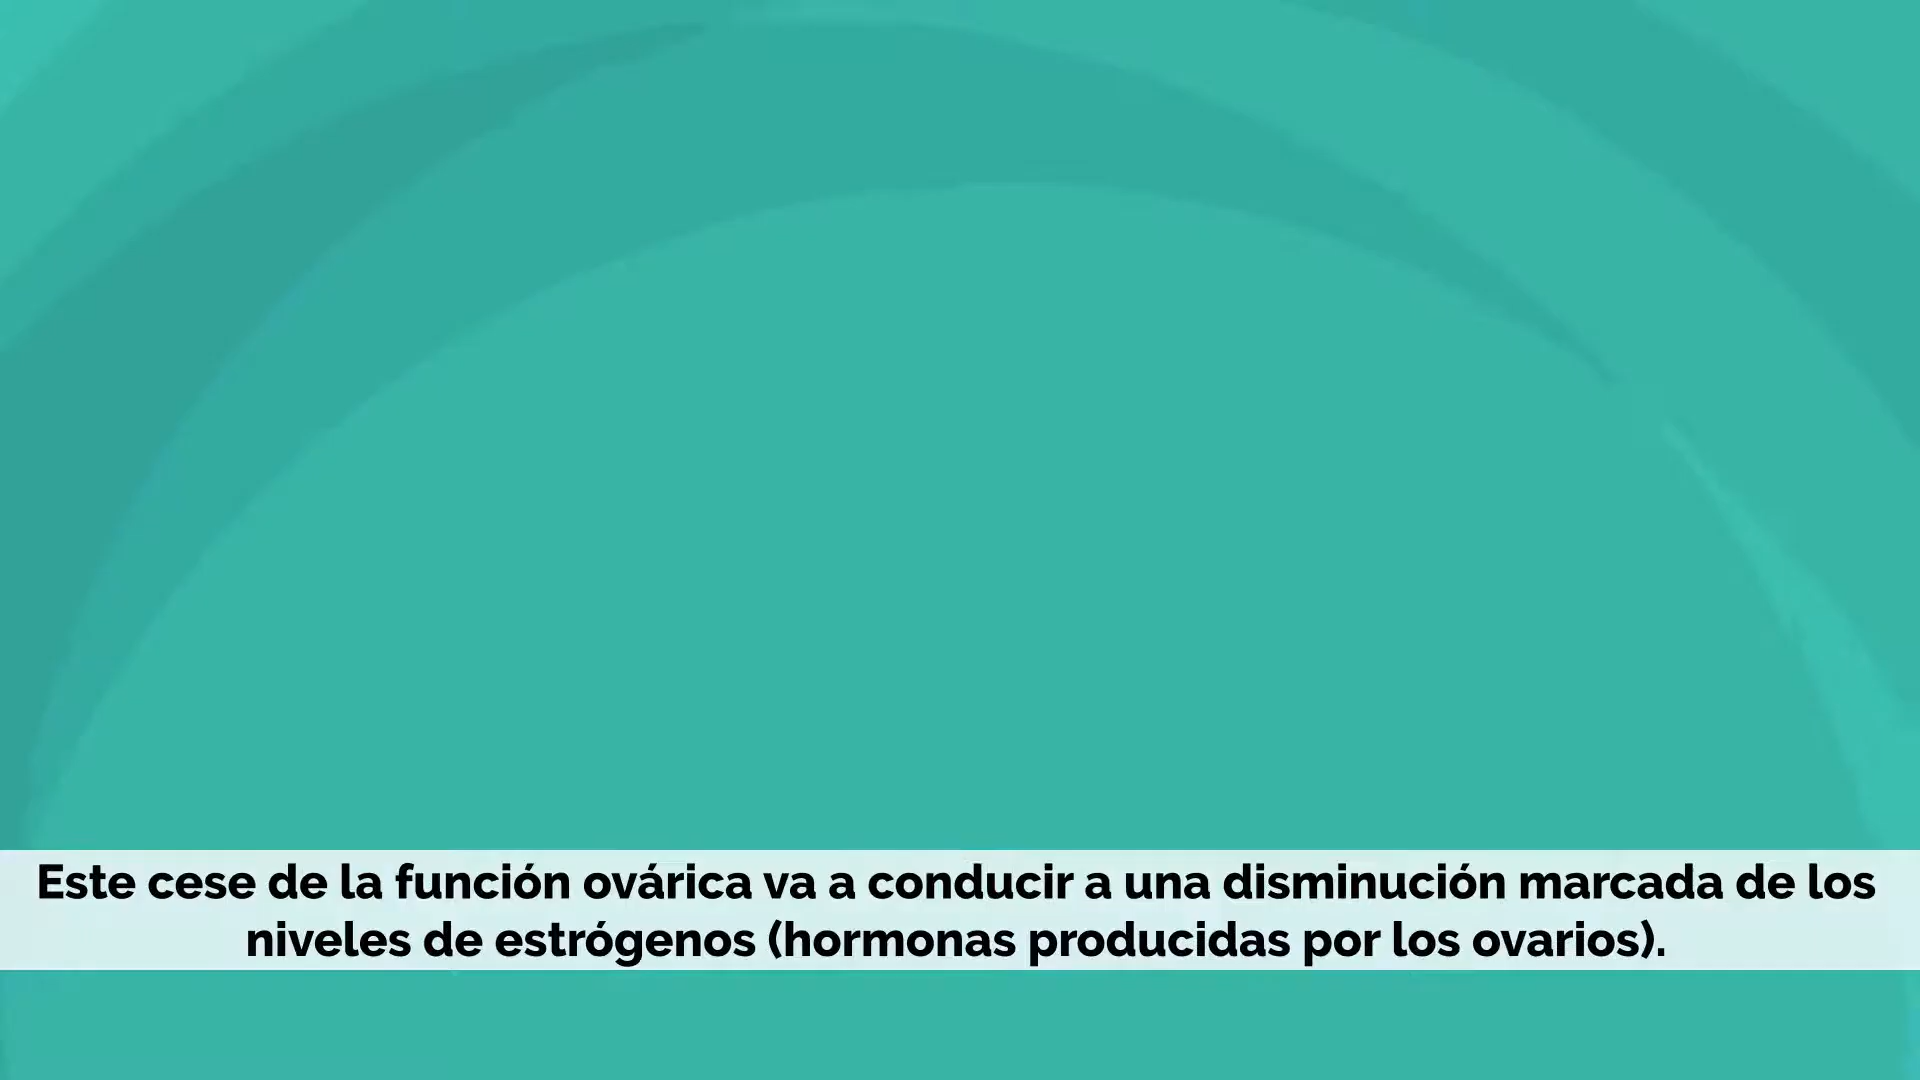 Este cese de la función ovárica va a conducir a una disminución marcada de los
niveles de estrógenos (hormonas producidas por los ovarios).